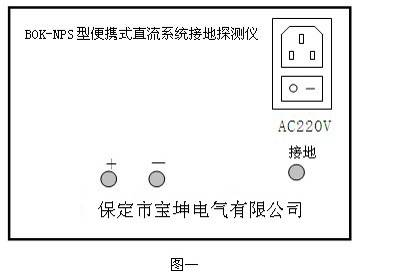 BOK-NPS型便携式直流系统接地探测仪
AC220V
接地
+ −
保定市宝坤电气有限公司
图一